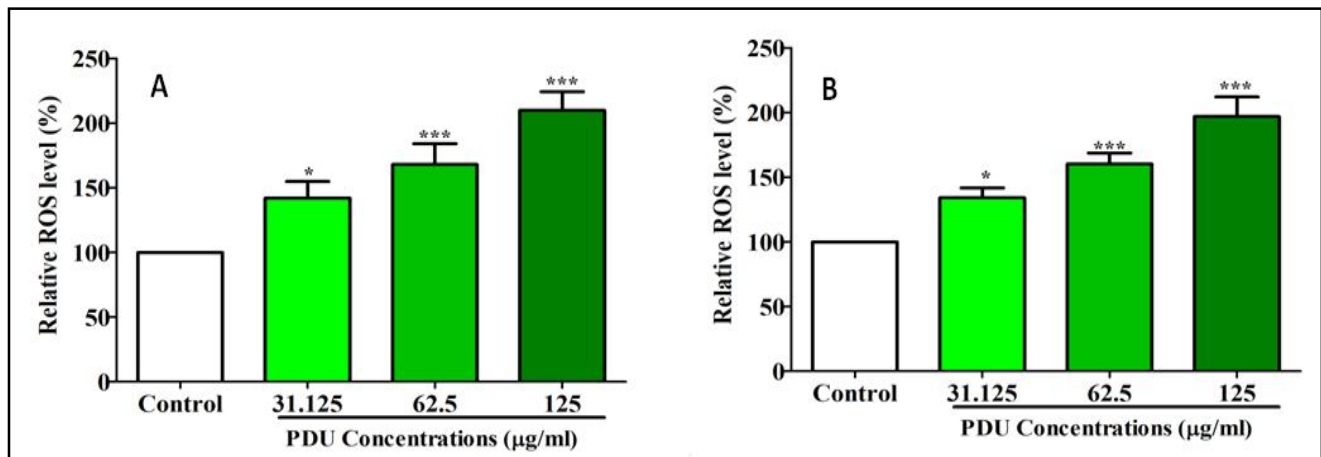 A
Relative ROS level (%)
250
200
150
100
50
0
*
***
***
Control 31.125 62.5 125
PDU Concentrations (µg/ml)
B
Relative ROS level (%)
250
200
150
100
50
0
*
***
***
Control 31.125 62.5 125
PDU Concentrations (µg/ml)